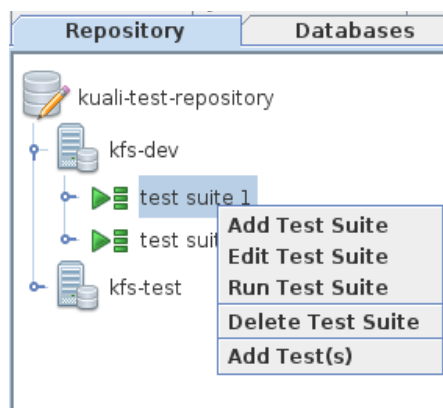 Repository Databases
kuali-test-repository
kfs-dev
test suite 1
Add Test Suite
test suit
Edit Test Suite
Run Test Suite
kfs-test
Delete Test Suite
Add Test(s)